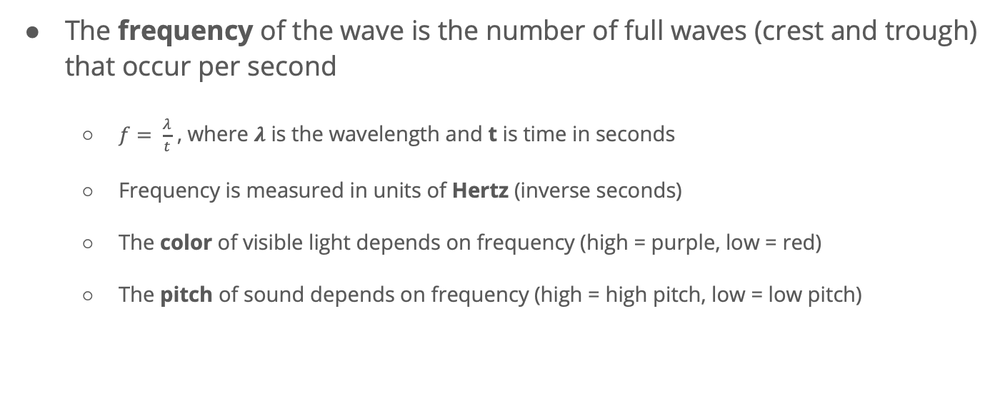 ● The frequency of the wave is the number of full waves (crest and trough)
that occur per second
○ f = λ/t, where λ is the wavelength and t is time in seconds
○ Frequency is measured in units of Hertz (inverse seconds)
○ The color of visible light depends on frequency (high = purple, low = red)
○ The pitch of sound depends on frequency (high = high pitch, low = low pitch)